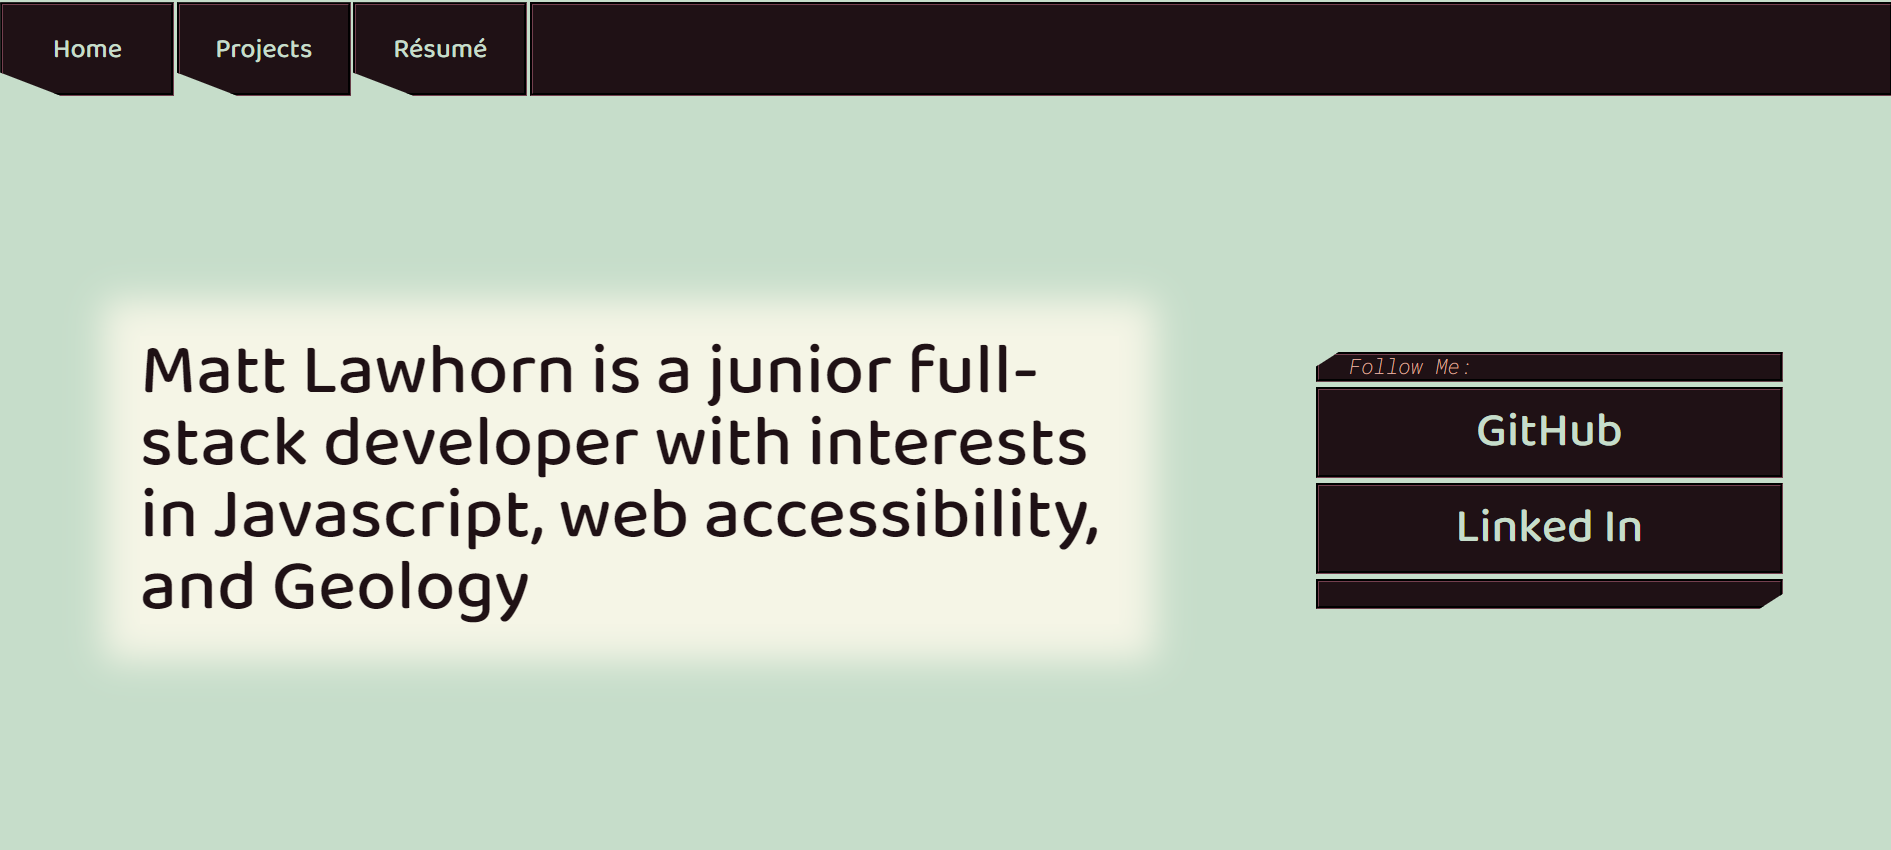 Home
Projects
Résumé
Matt Lawhorn is a junior full-
stack developer with interests
in Javascript, web accessibility,
and Geology
Follow Me:
GitHub
Linked In